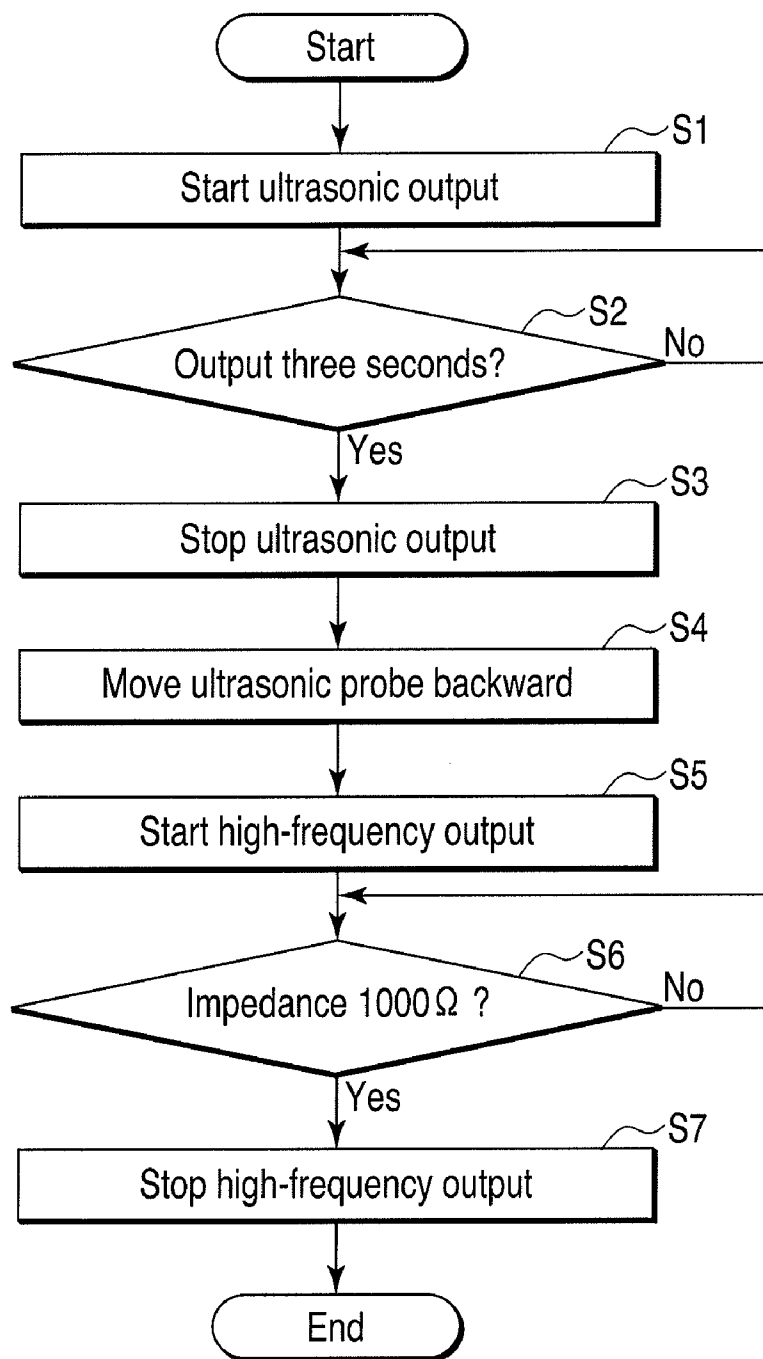 Start
S1
Start ultrasonic output
S2
Output three seconds?
No
Yes
S3
Stop ultrasonic output
S4
Move ultrasonic probe backward
S5
Start high-frequency output
S6
Impedance 1000Ω ?
No
Yes
S7
Stop high-frequency output
End